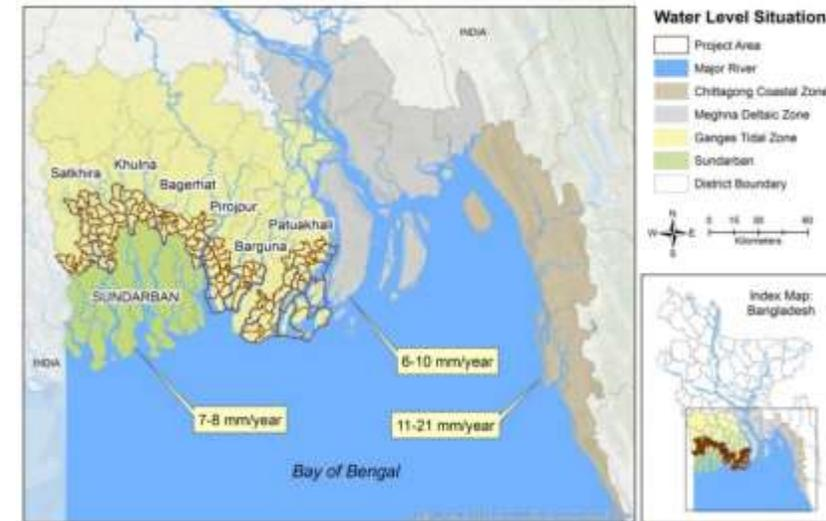 INDIA
Satkhira
Khulna
Bagerhat
Pirojpur
Patuakhali
Barguna
SUNDARBAN
INDIA
6-10 mm/year
7-8 mm/year
11-21 mm/year
Bay of Bengal
Water Level Situation
Project Area
Major River
Chittagong Coastal Zone
Meghna Deltaic Zone
Ganges Tidal Zone
Sundarban
District Boundary
N
W
E
S
Kilometers
Index Map:
Bangladesh